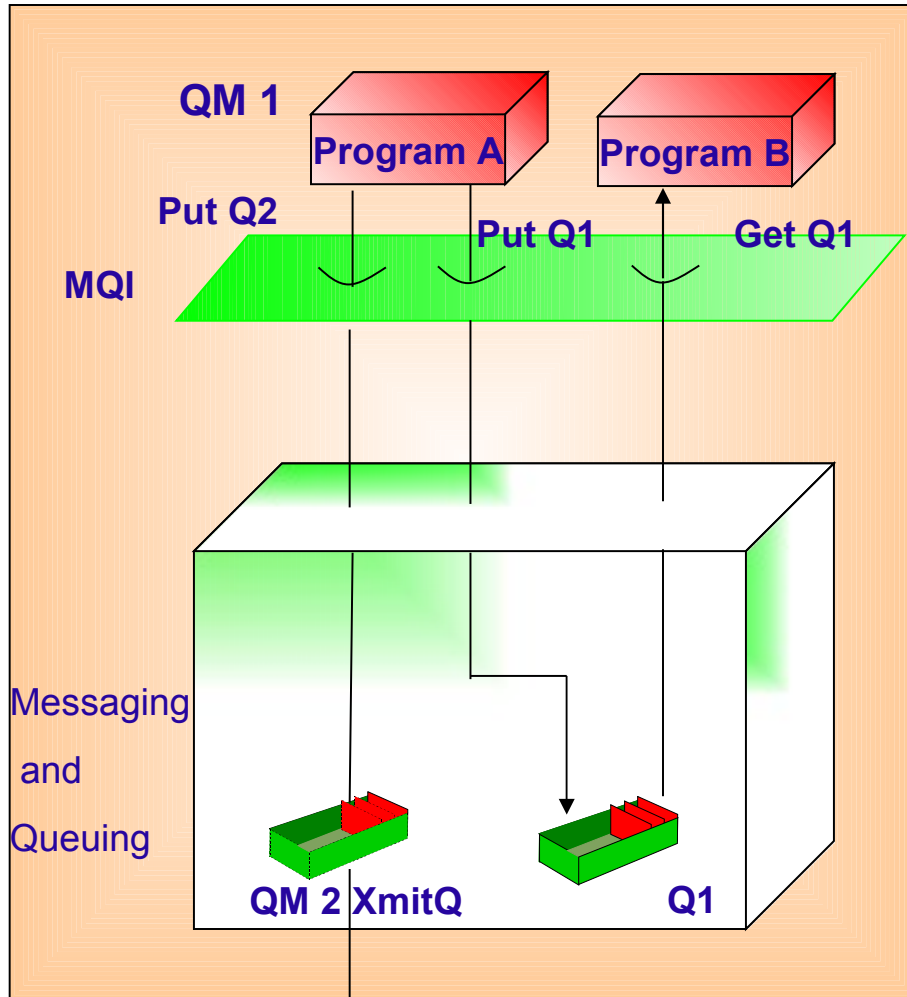 QM 1
Program A
Program B
Put Q2
Put Q1
Get Q1
MQI
Messaging
and
Queuing
QM 2 XmitQ
Q1